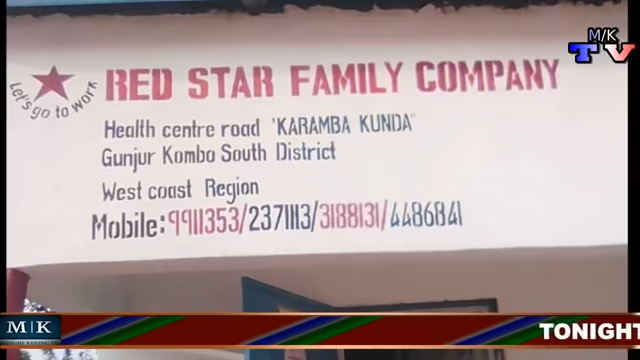 M/K
TV
Let's go to work
RED STAR FAMILY COMPANY
Health centre road "KARAMBA KUNDA"
Gunjur Kombo South District
West coast Region
Mobile:9911353/2371113/3188131/4486841
M|K
TONIGHT